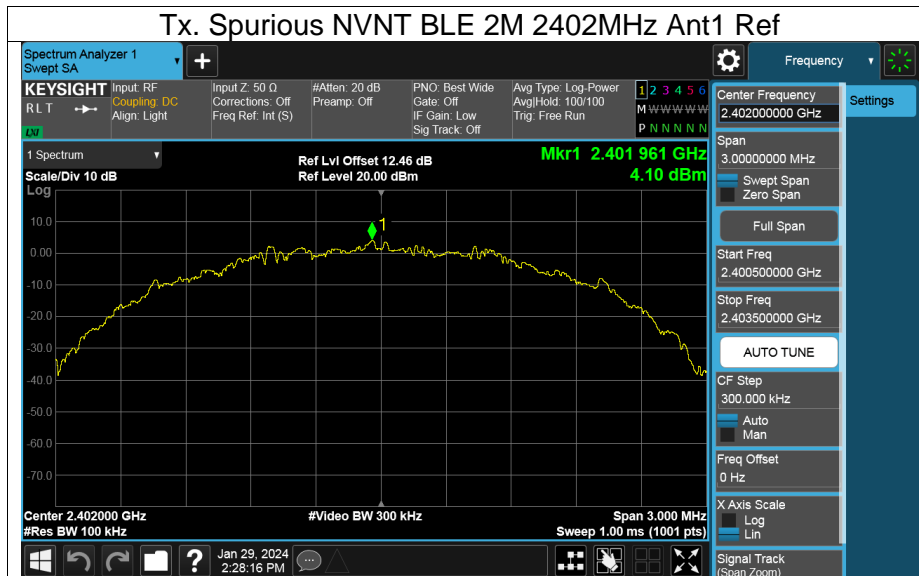 Tx. Spurious NVNT BLE 2M 2402MHz Ant1 Ref
Spectrum Analyzer 1
Swept SA
+
Frequency
KEYSIGHT
R L T
LXI
Input: RF
Coupling: DC
Align: Light
Input Z: 50 Ω
Corrections: Off
Freq Ref: Int (S)
#Atten: 20 dB
Preamp: Off
PNO: Best Wide
Gate: Off
IF Gain: Low
Sig Track: Off
Avg Type: Log-Power
Avg|Hold: 100/100
Trig: Free Run
1 2 3 4 5 6
M W W W W W
P N N N N N
1 Spectrum
Scale/Div 10 dB
Ref Lvl Offset 12.46 dB
Ref Level 20.00 dBm
Mkr1 2.401 961 GHz
4.10 dBm
Log
10.0
0.00
-10.0
-20.0
-30.0
-40.0
-50.0
-60.0
-70.0
1
Center 2.402000 GHz
#Res BW 100 kHz
#Video BW 300 kHz
Span 3.000 MHz
Sweep 1.00 ms (1001 pts)
?
Jan 29, 2024
2:28:16 PM
Center Frequency
2.402000000 GHz
Span
3.00000000 MHz
Swept Span
Zero Span
Full Span
Start Freq
2.400500000 GHz
Stop Freq
2.403500000 GHz
AUTO TUNE
CF Step
300.000 kHz
Auto
Man
Freq Offset
0 Hz
X Axis Scale
Log
Lin
Signal Track
(Span Zoom)
Settings